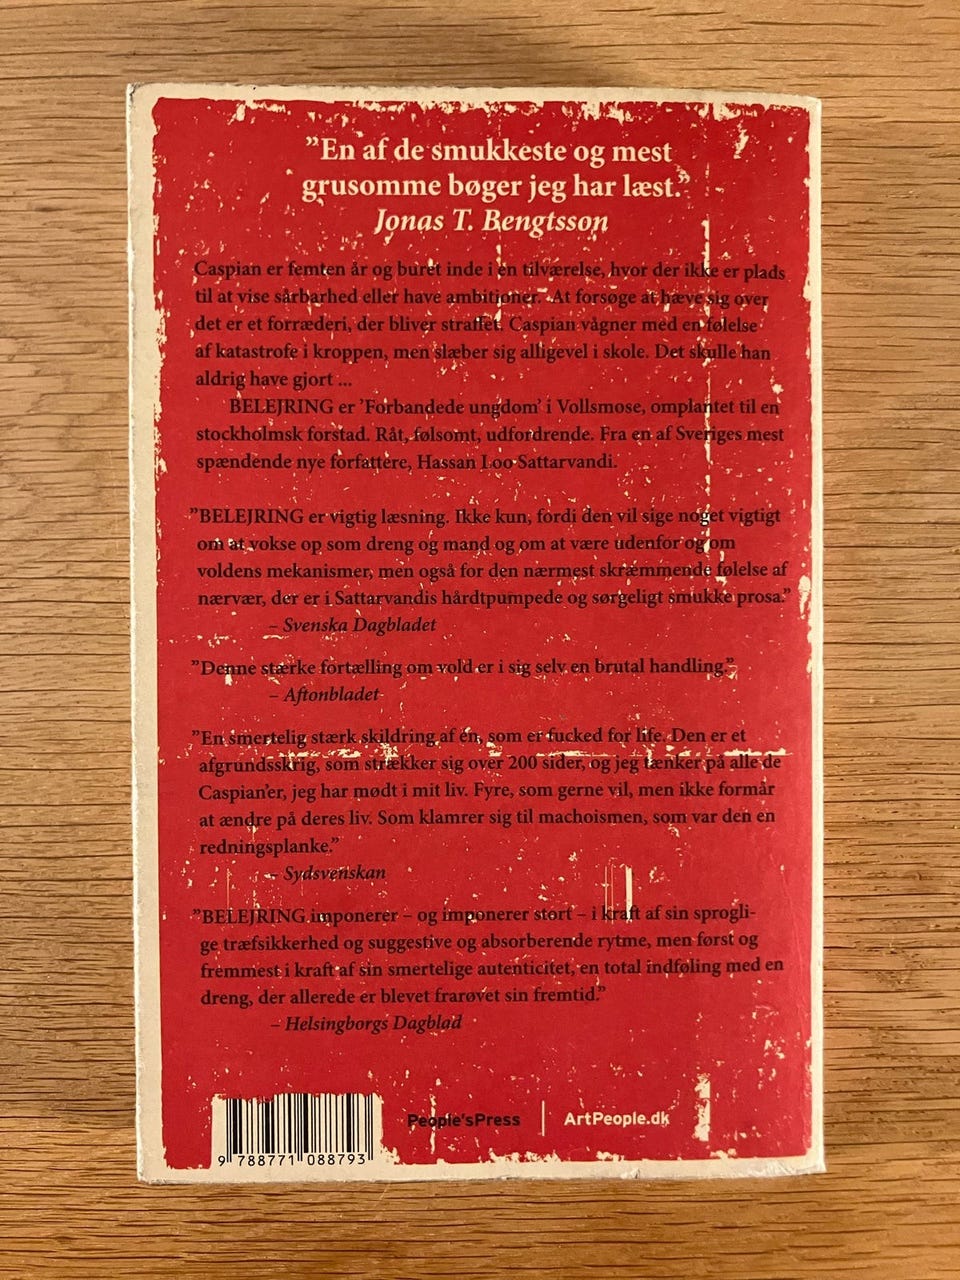 ”En af de smukkeste og mest
grusomme bøger jeg har læst.”
Jonas T. Bengtsson
Caspian er femten år og buret inde i en tilværelse, hvor der ikke er plads
til at vise sårbarhed eller have ambitioner. At forsøge at hæve sig over
det er et forræderi, der bliver straffet. Caspian vågner med en følelse
af katastrofe i kroppen, men slæber sig alligevel i skole. Det skulle han
aldrig have gjort ...
BELEJRING er ’Forbandede ungdom’ i Vollsmose, omplantet til en
stockholmsk forstad. Råt, følsomt, udfordrende. Fra en af Sveriges mest
spændende nye forfattere, Hassan Loo Sattarvandi.
”BELEJRING er vigtig læsning. Ikke kun, fordi den vil sige noget vigtigt
om at vokse op som dreng og mand og om at være udenfor og om
voldens mekanismer, men også for den nærmest skræmmende følelse af
nærvær, der er i Sattarvandis hårdtpumpede og sørgeligt smukke prosa.”
– Svenska Dagbladet
”Denne stærke fortælling om vold er i sig selv en brutal handling.”
– Aftonbladet
”En smertelig stærk skildring af én, som er fucked for life. Den er et
afgrundsskrig, som strækker sig over 200 sider, og jeg tænker på alle de
Caspian’er, jeg har mødt i mit liv. Fyre, som gerne vil, men ikke formår
at ændre på deres liv. Som klamrer sig til machoismen, som var den en
redningsplanke.”
– Sydsvenskan
”BELEJRING imponerer – og imponerer stort – i kraft af sin sprogli-
ge træfsikkerhed og suggestive og absorberende rytme, men først og
fremmest i kraft af sin smertelige autenticitet, en total indføling med en
dreng, der allerede er blevet frarøvet sin fremtid.”
– Helsingborgs Dagblad
People'sPress | ArtPeople.dk
9 788771 088793